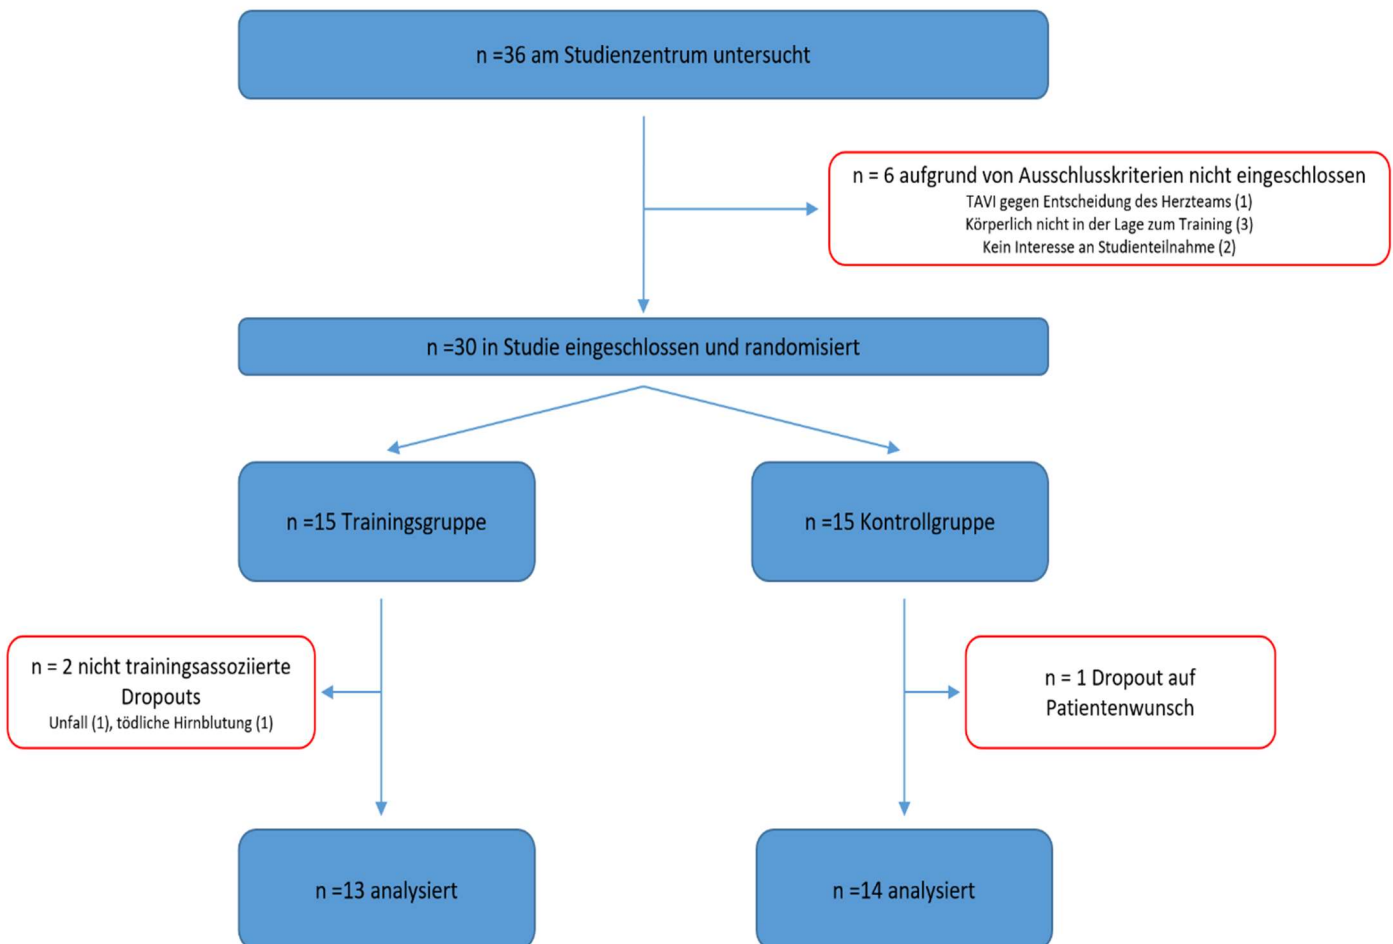 n =36 am Studienzentrum untersucht
n = 6 aufgrund von Ausschlusskriterien nicht eingeschlossen
TAVI gegen Entscheidung des Herzteams (1)
Körperlich nicht in der Lage zum Training (3)
Kein Interesse an Studienteilnahme (2)
n =30 in Studie eingeschlossen und randomisiert
n =15 Trainingsgruppe
n =15 Kontrollgruppe
n = 2 nicht trainingsassoziierte
Dropouts
Unfall (1), tödliche Hirnblutung (1)
n = 1 Dropout auf
Patientenwunsch
n =13 analysiert
n =14 analysiert